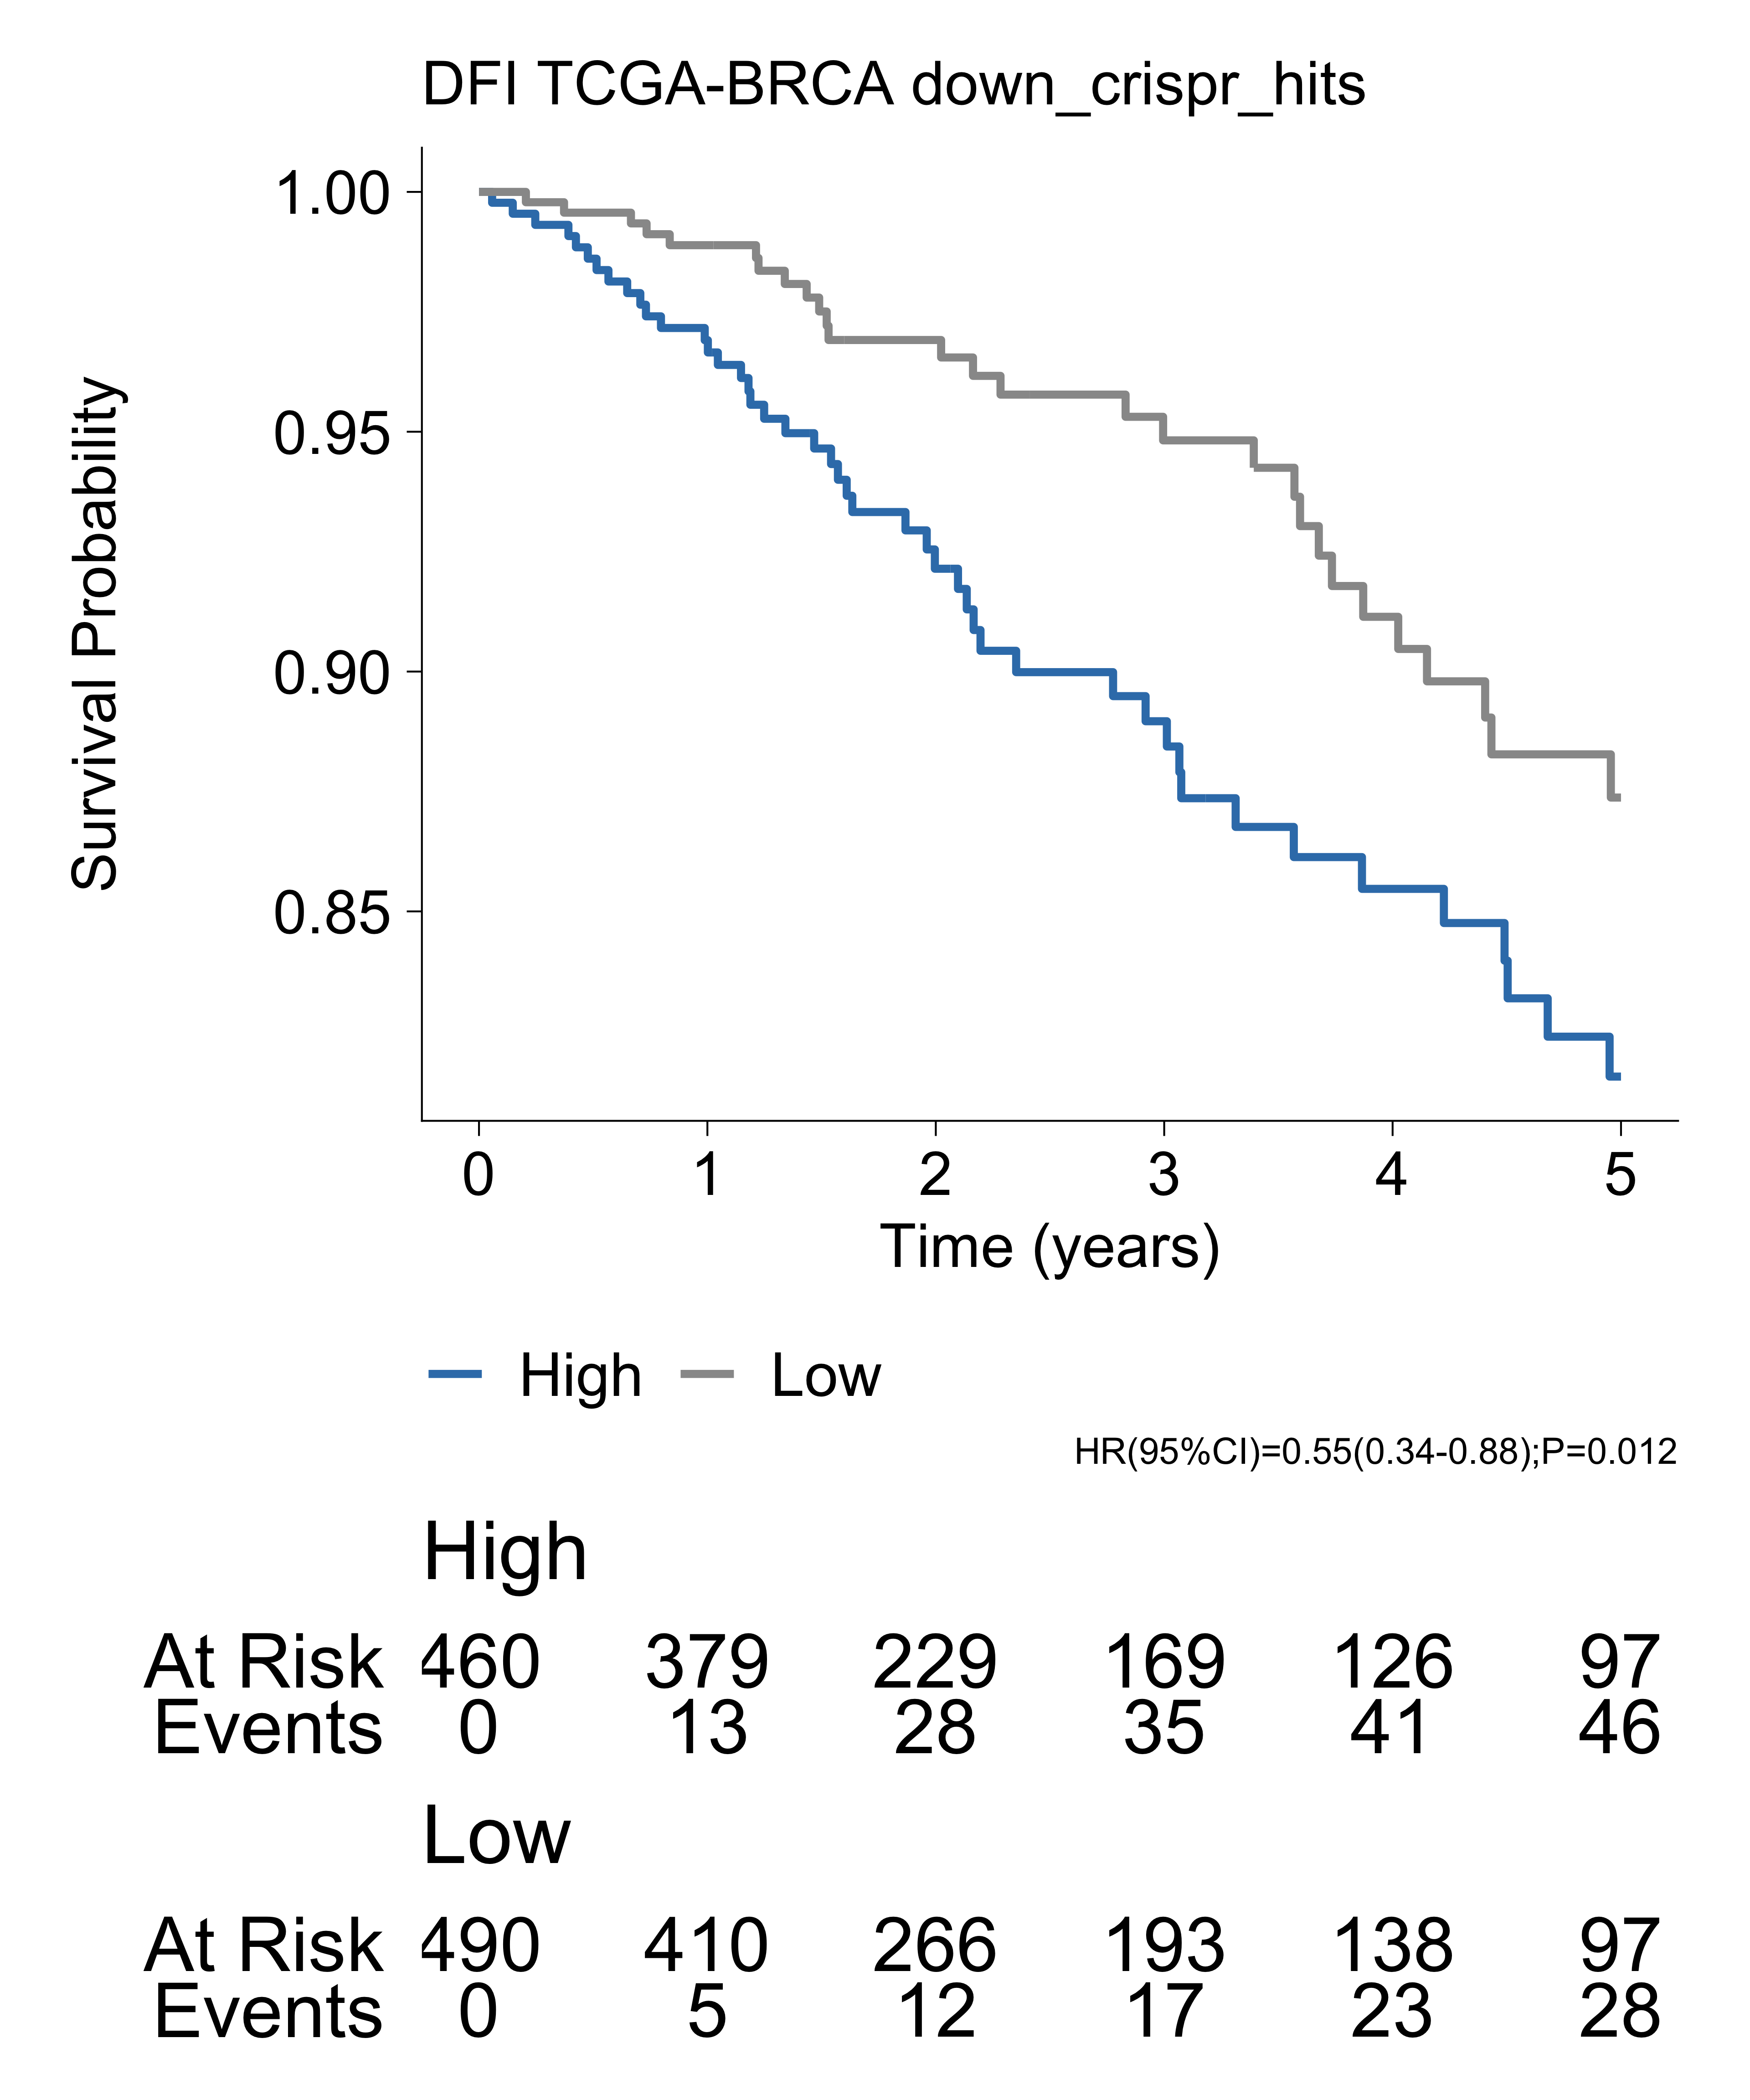 DFI TCGA-BRCA down_crispr_hits
Survival Probability
1.00
0.95
0.90
0.85
0 1 2 3 4 5
Time (years)
High Low
HR(95%CI)=0.55(0.34-0.88);P=0.012
High
At Risk 460 379 229 169 126 97
Events 0 13 28 35 41 46
Low
At Risk 490 410 266 193 138 97
Events 0 5 12 17 23 28